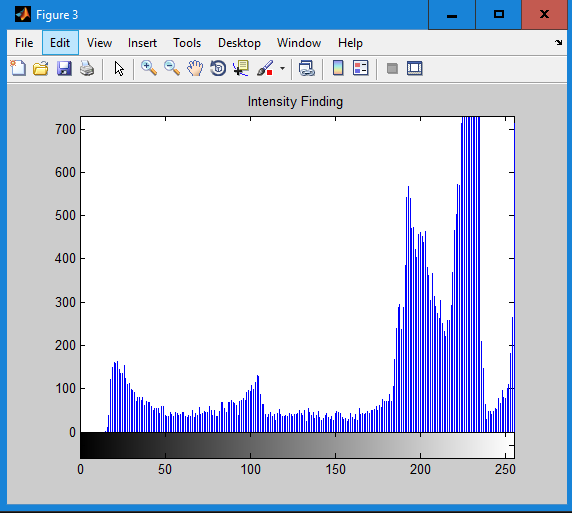 Figure 3
File Edit View Insert Tools Desktop Window Help
Intensity Finding
700
600
500
400
300
200
100
0
0 50 100 150 200 250